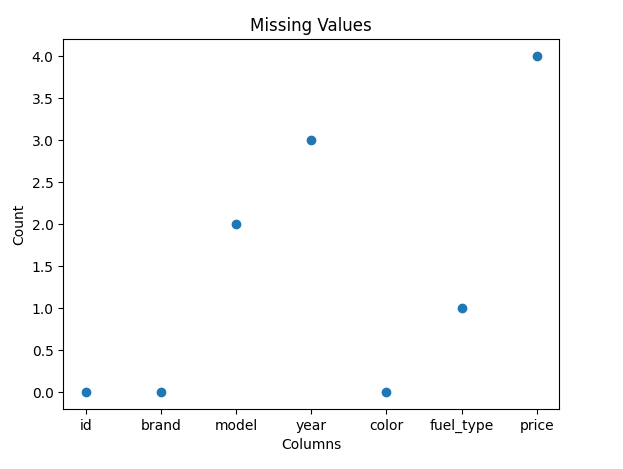 Missing Values
Count
4.0
3.5
3.0
2.5
2.0
1.5
1.0
0.5
0.0
id brand model year color fuel_type price
Columns